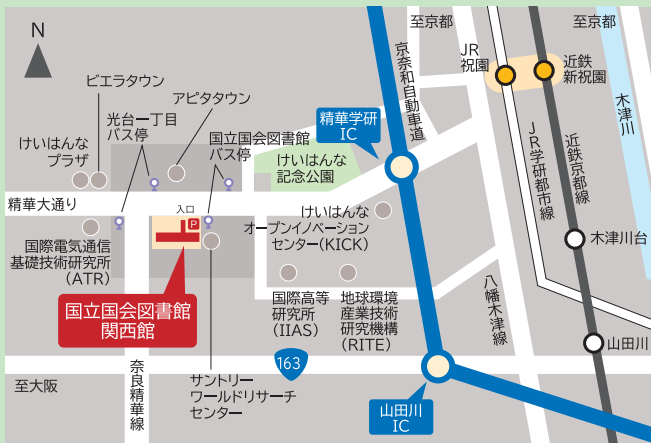 N
至京都
至京都
JR
祝園
近鉄
新祝園
木津川
京奈和自動車道
精華学研
IC
ビエラタウン
アピタタウン
光台一丁目
バス停
国立国会図書館
バス停
けいはんな
プラザ
けいはんな
記念公園
JR学研都市線
近鉄京都線
精華大通り
入口
P
けいはんな
オープンイノベーション
センター(KICK)
木津川台
国際電気通信
基礎技術研究所
(ATR)
国立国会図書館
関西館
国際高等
研究所
(IIAS)
地球環境
産業技術
研究機構
(RITE)
八幡木津線
山田川
163
至大阪
奈良精華線
サントリー
ワールドリサーチ
センター
山田川
IC